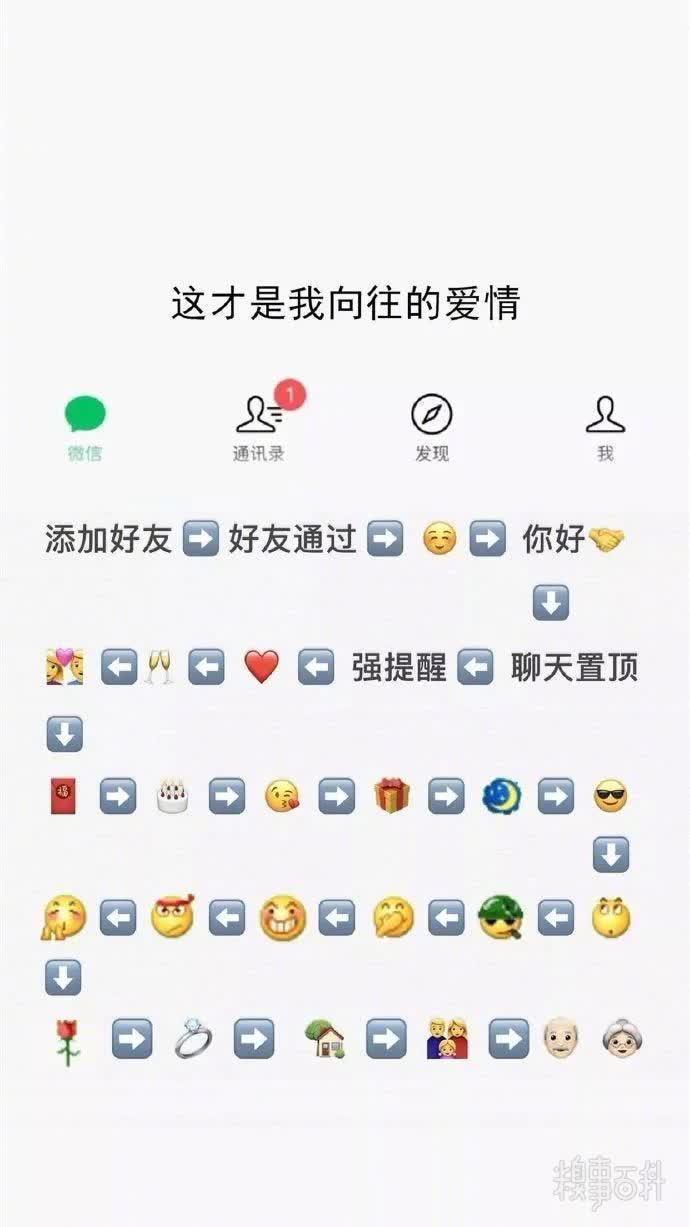 这才是我向往的爱情
1
微信 通讯录 发现 我
添加好友 ➡️ 好友通过 ➡️ ☺️ ➡️ 你好🤝
强提醒 聊天置顶
福
糗事百科